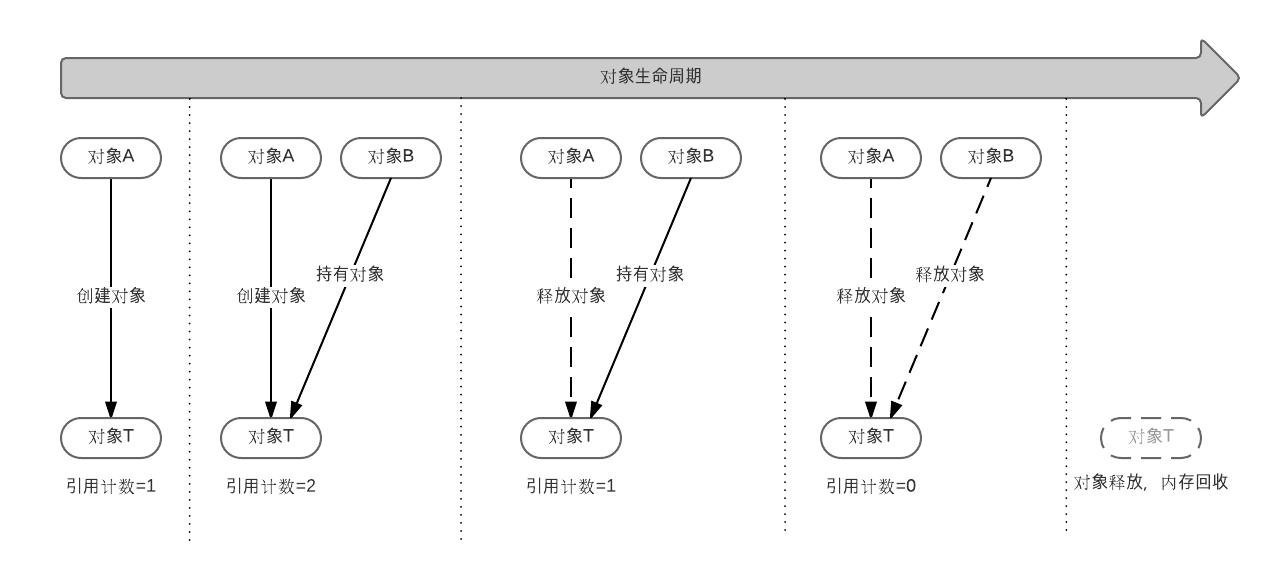 对象生命周期
对象A
对象A
对象B
对象A
对象B
对象A
对象B
持有对象
持有对象
释放对象
创建对象
创建对象
释放对象
释放对象
对象T
对象T
对象T
对象T
对象T
引用计数=1
引用计数=2
引用计数=1
引用计数=0
对象释放，内存回收